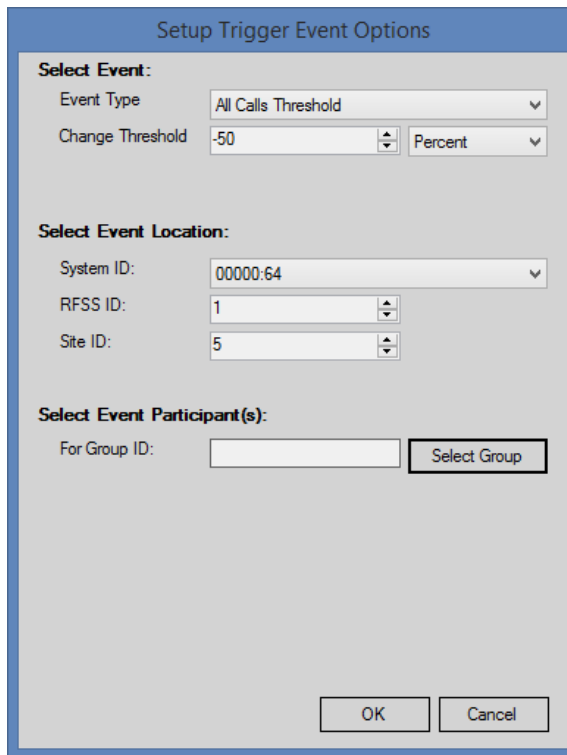 Setup Trigger Event Options
Select Event:
Event Type All Calls Threshold
Change Threshold -50 Percent
Select Event Location:
System ID: 00000:64
RFSS ID: 1
Site ID: 5
Select Event Participant(s):
For Group ID: Select Group
OK Cancel